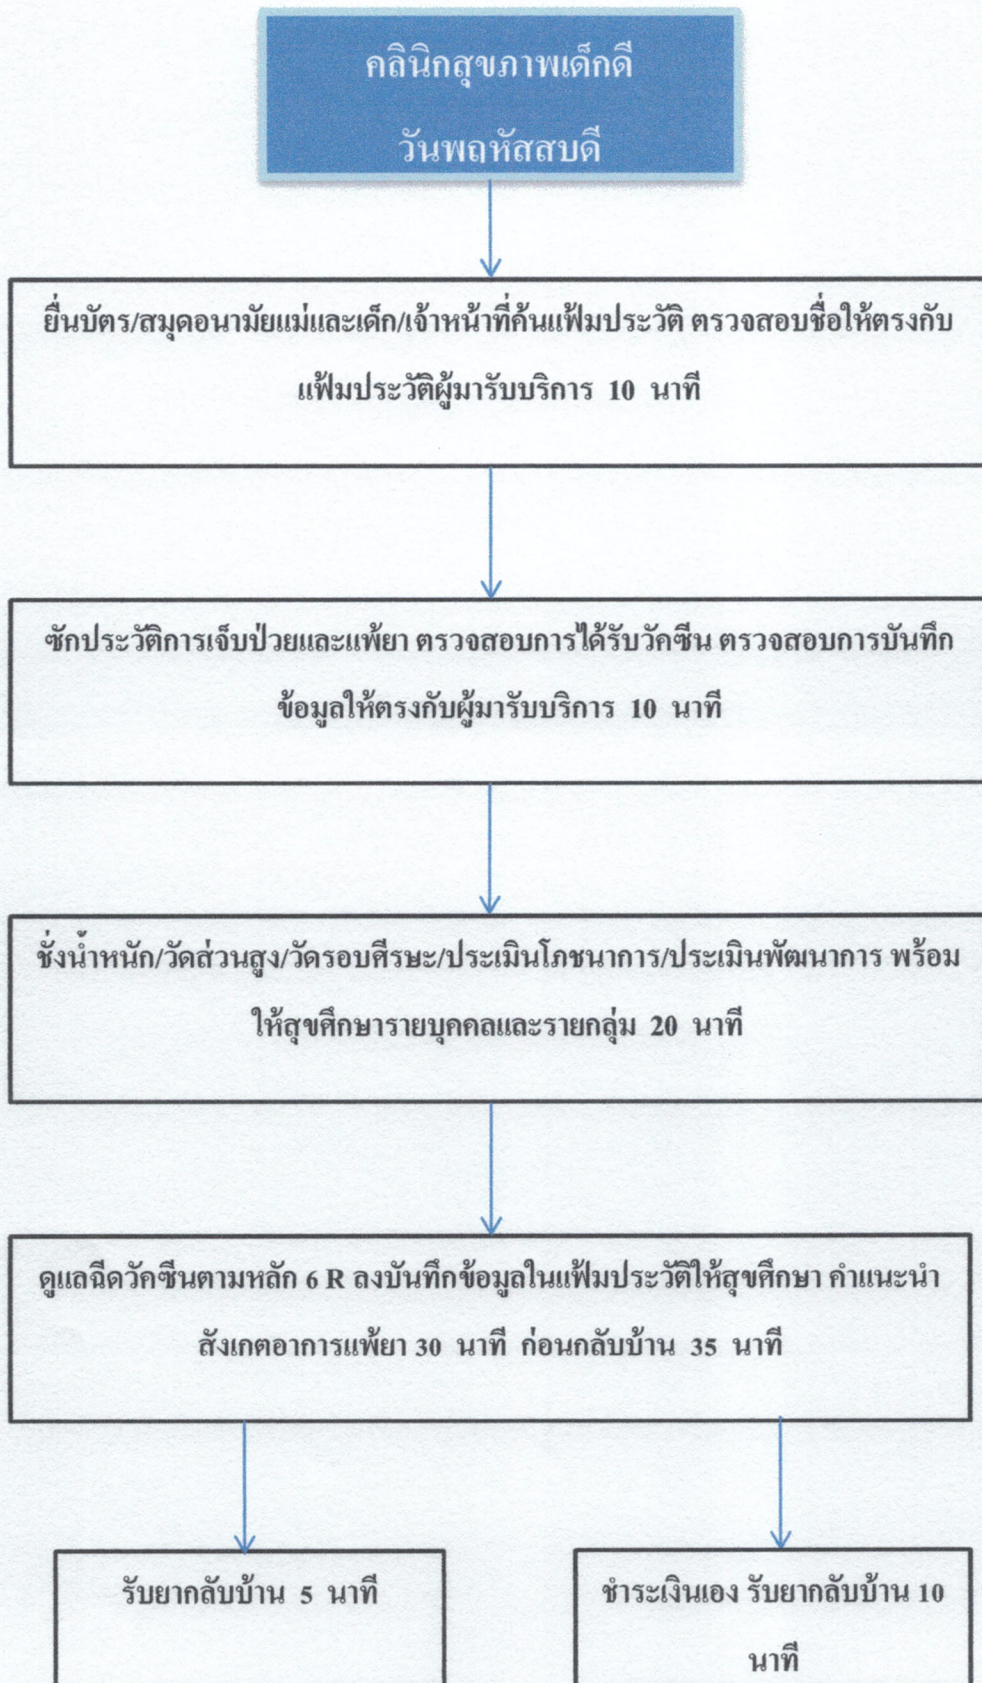 คลินิกสุขภาพเด็กดี
วันพฤหัสสบดี
ยื่นบัตร/สมุดอนามัยแม่และเด็ก/เจ้าหน้าที่ค้นแฟ้มประวัติ ตรวจสอบชื่อให้ตรงกับ
แฟ้มประวัติผู้มารับบริการ 10 นาที
ซักประวัติการเจ็บป่วยและแพ้ยา ตรวจสอบการได้รับวัคซีน ตรวจสอบการบันทึก
ข้อมูลให้ตรงกับผู้มารับบริการ 10 นาที
ชั่งน้ำหนัก/วัดส่วนสูง/วัดรอบศีรษะ/ประเมินโภชนาการ/ประเมินพัฒนาการ พร้อม
ให้สุขศึกษารายบุคคลและรายกลุ่ม 20 นาที
ดูแลฉีดวัคซีนตามหลัก 6 R ลงบันทึกข้อมูลในแฟ้มประวัติให้สุขศึกษา คำแนะนำ
สังเกตอาการแพ้ยา 30 นาที ก่อนกลับบ้าน 35 นาที
รับยากลับบ้าน 5 นาที
ชำระเงินเอง รับยากลับบ้าน 10
นาที